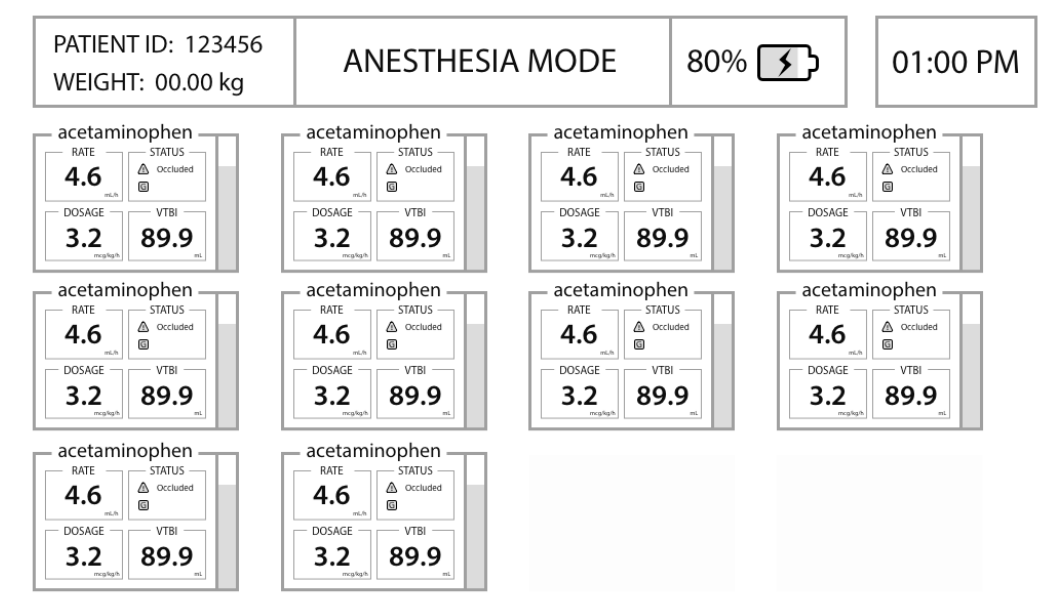 PATIENT ID: 123456
WEIGHT: 00.00 kg
ANESTHESIA MODE
80%
01:00 PM
acetaminophen
RATE
4.6
mL/h
STATUS
Occluded
G
DOSAGE
3.2
mcg/kg/h
VTBI
89.9
mL
acetaminophen
RATE
4.6
mL/h
STATUS
Occluded
G
DOSAGE
3.2
mcg/kg/h
VTBI
89.9
mL
acetaminophen
RATE
4.6
mL/h
STATUS
Occluded
G
DOSAGE
3.2
mcg/kg/h
VTBI
89.9
mL
acetaminophen
RATE
4.6
mL/h
STATUS
Occluded
G
DOSAGE
3.2
mcg/kg/h
VTBI
89.9
mL
acetaminophen
RATE
4.6
mL/h
STATUS
Occluded
G
DOSAGE
3.2
mcg/kg/h
VTBI
89.9
mL
acetaminophen
RATE
4.6
mL/h
STATUS
Occluded
G
DOSAGE
3.2
mcg/kg/h
VTBI
89.9
mL
acetaminophen
RATE
4.6
mL/h
STATUS
Occluded
G
DOSAGE
3.2
mcg/kg/h
VTBI
89.9
mL
acetaminophen
RATE
4.6
mL/h
STATUS
Occluded
G
DOSAGE
3.2
mcg/kg/h
VTBI
89.9
mL
acetaminophen
RATE
4.6
mL/h
STATUS
Occluded
G
DOSAGE
3.2
mcg/kg/h
VTBI
89.9
mL
acetaminophen
RATE
4.6
mL/h
STATUS
Occluded
G
DOSAGE
3.2
mcg/kg/h
VTBI
89.9
mL